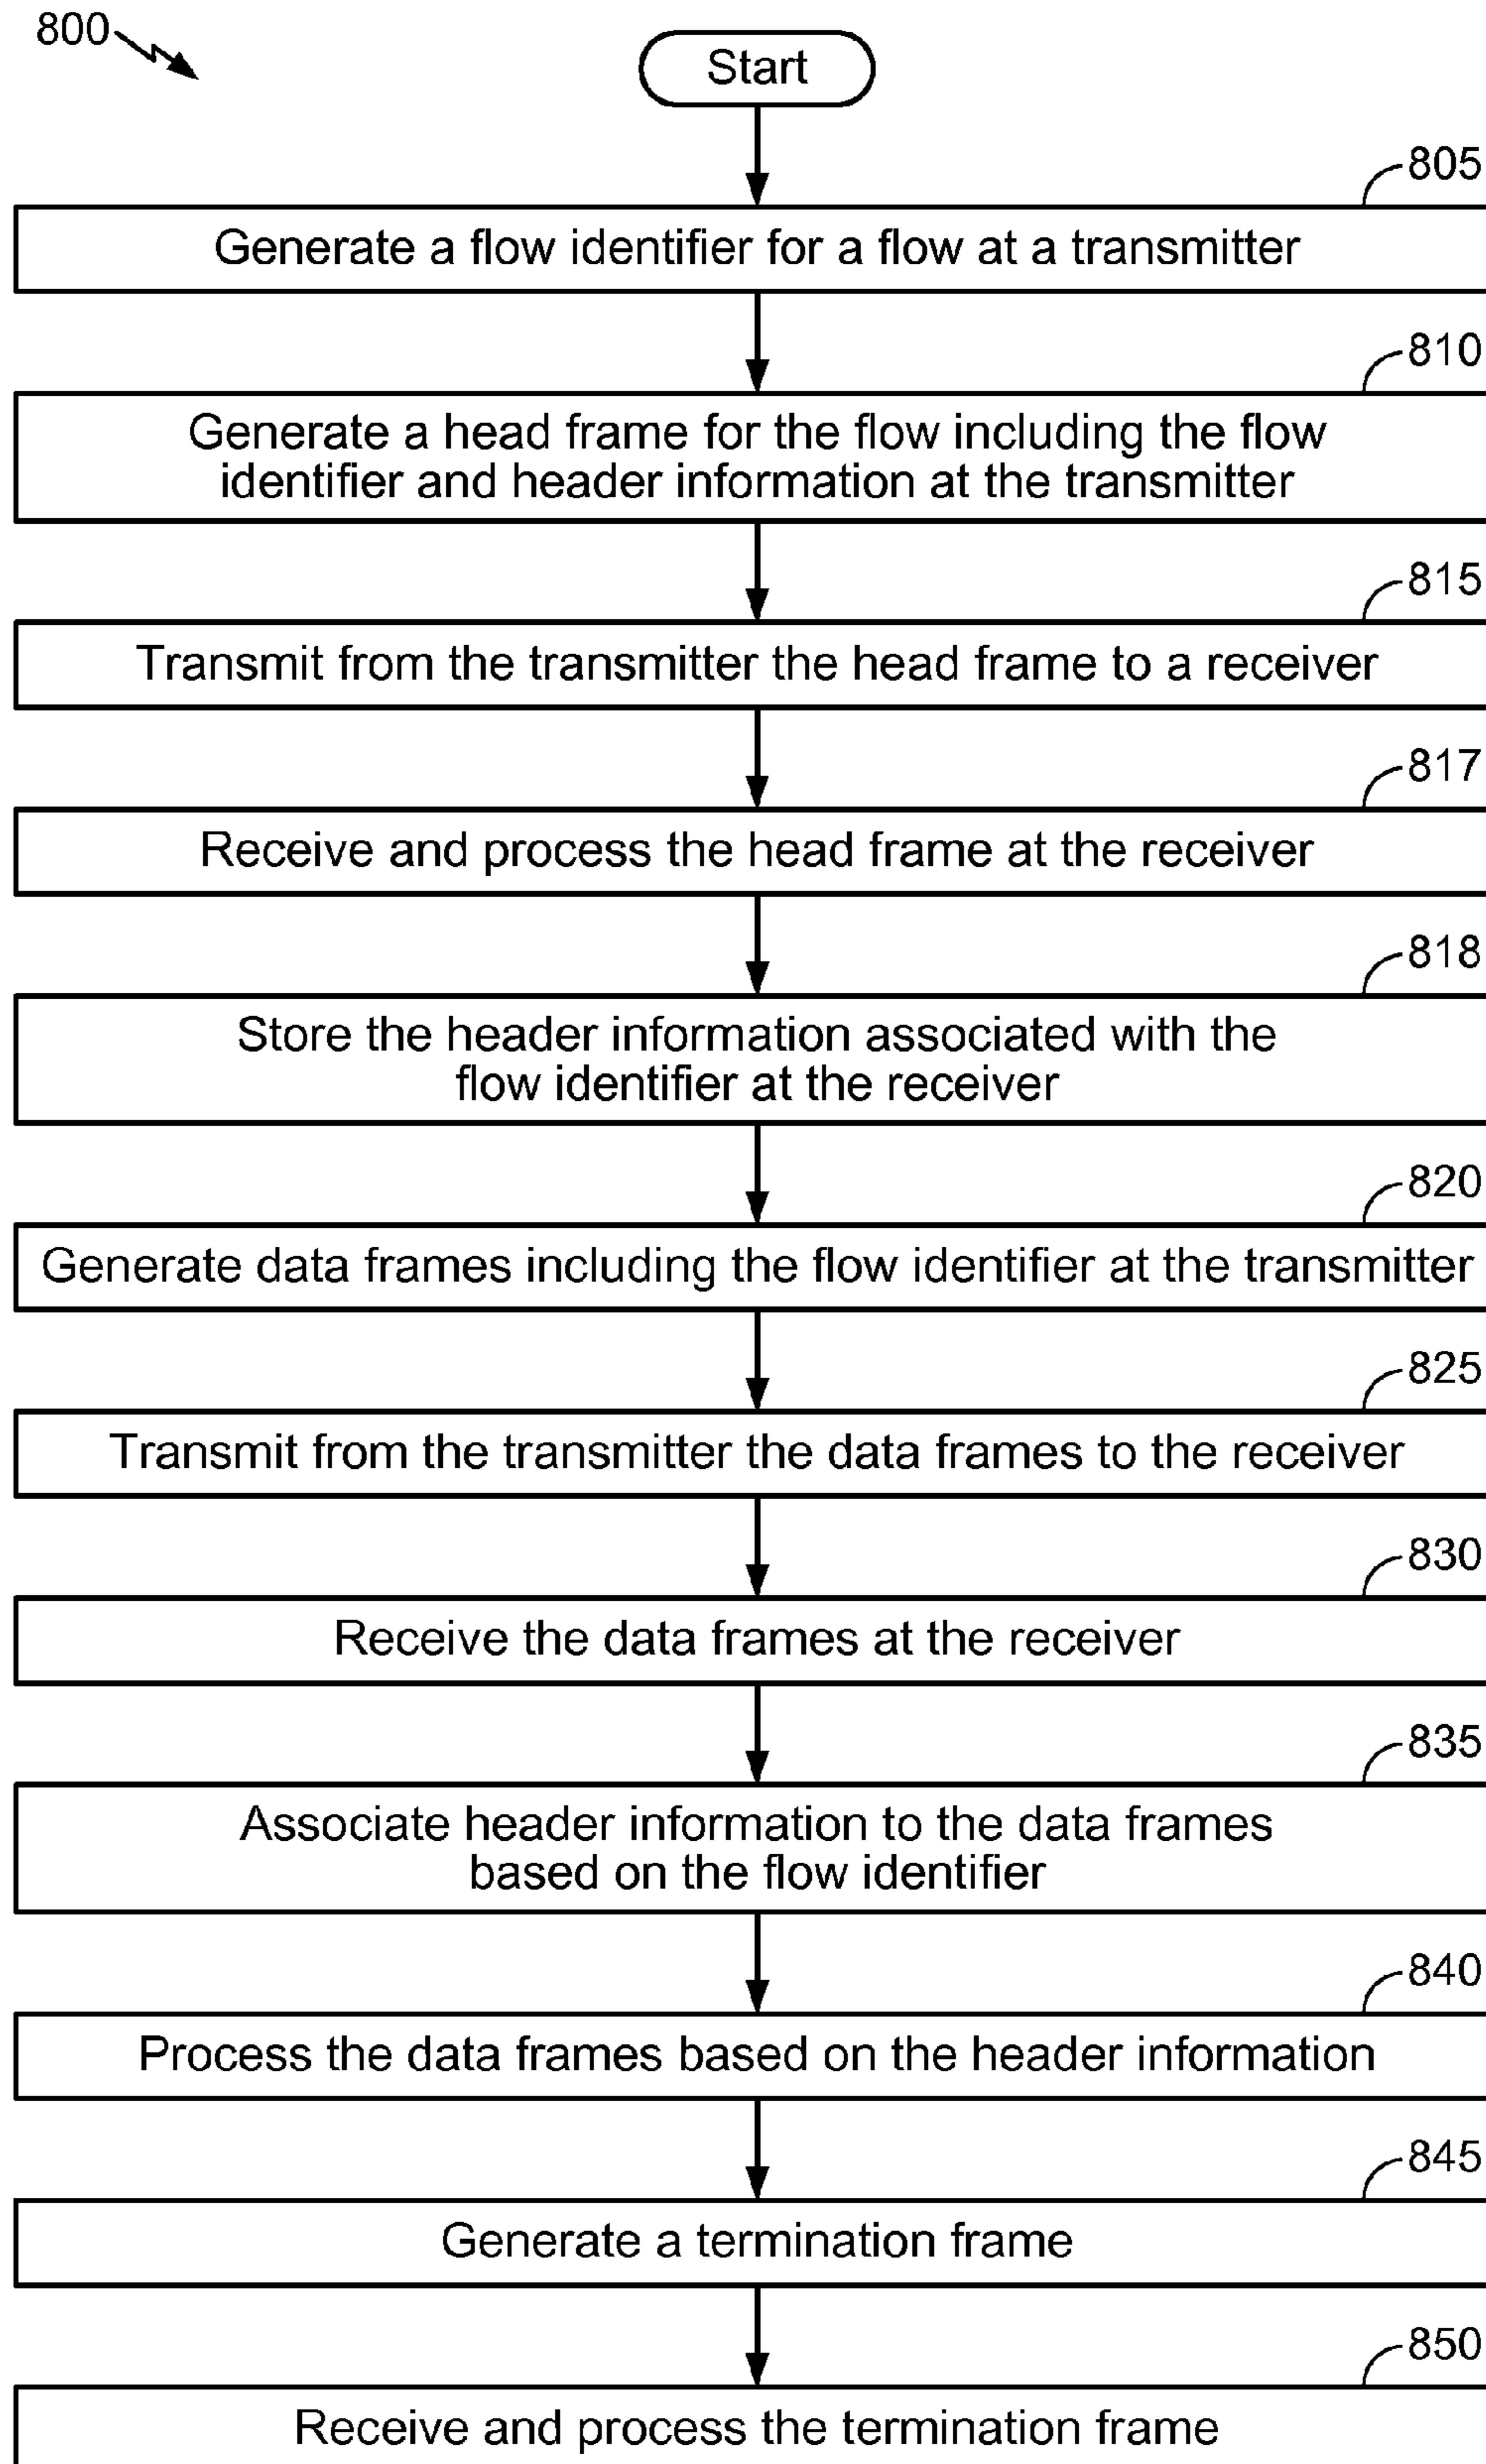 800
Start
805
Generate a flow identifier for a flow at a transmitter
810
Generate a head frame for the flow including the flow
identifier and header information at the transmitter
815
Transmit from the transmitter the head frame to a receiver
817
Receive and process the head frame at the receiver
818
Store the header information associated with the
flow identifier at the receiver
820
Generate data frames including the flow identifier at the transmitter
825
Transmit from the transmitter the data frames to the receiver
830
Receive the data frames at the receiver
835
Associate header information to the data frames
based on the flow identifier
840
Process the data frames based on the header information
845
Generate a termination frame
850
Receive and process the termination frame